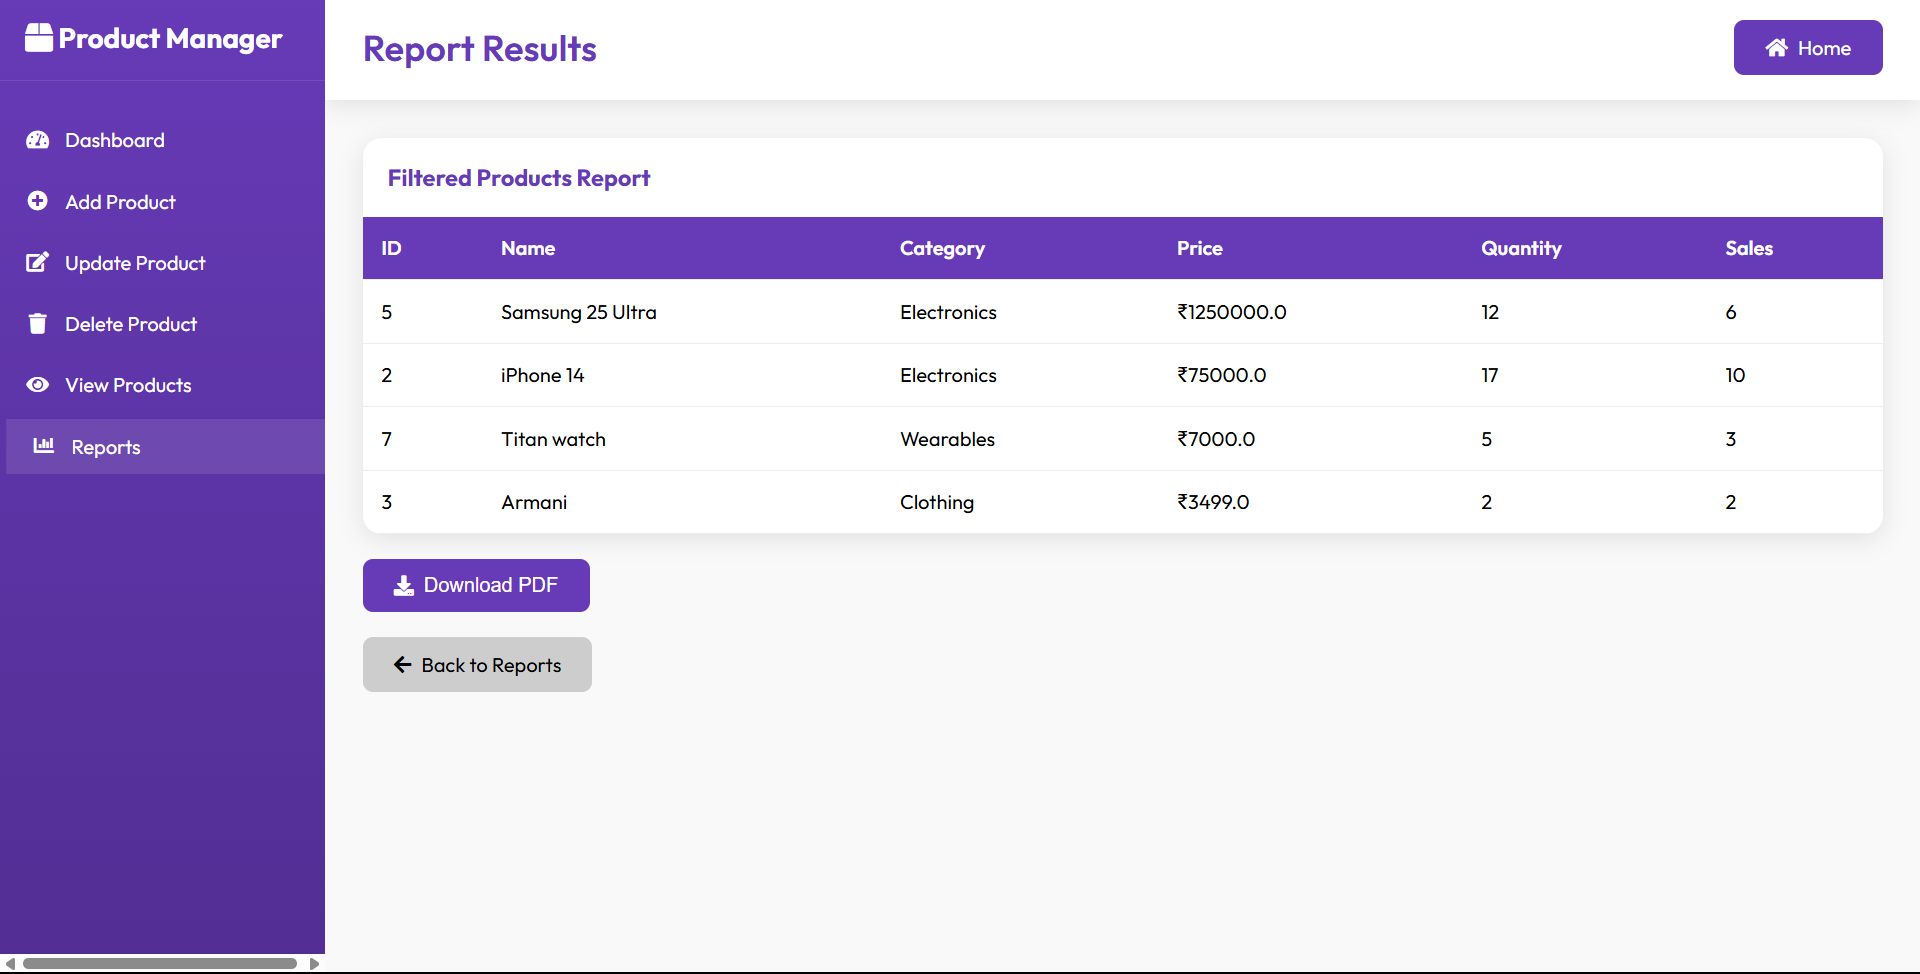 Product Manager
Report Results
Home
Dashboard
Add Product
Update Product
Delete Product
View Products
Reports
Filtered Products Report
ID Name Category Price Quantity Sales
5 Samsung 25 Ultra Electronics ₹1250000.0 12 6
2 iPhone 14 Electronics ₹75000.0 17 10
7 Titan watch Wearables ₹7000.0 5 3
3 Armani Clothing ₹3499.0 2 2
Download PDF
Back to Reports